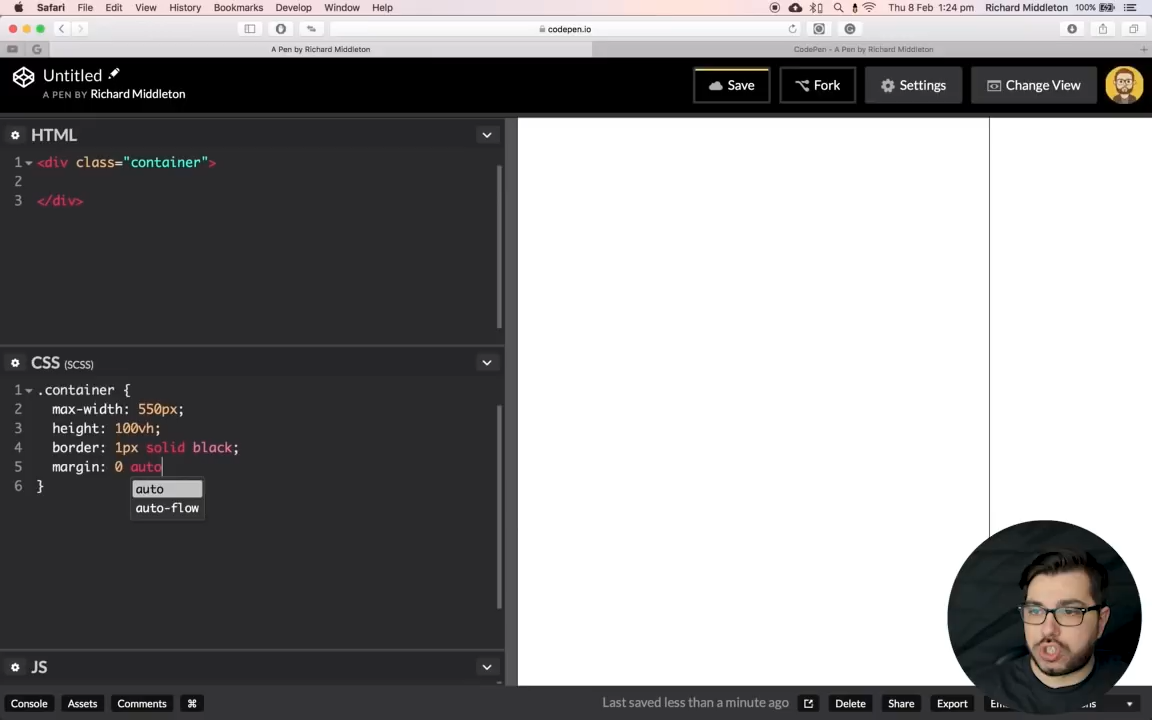 Safari File Edit View History Bookmarks Develop Window Help Thu 8 Feb 1:24 pm Richard Middleton 100%
codepen.io
A Pen by Richard Middleton CodePen - A Pen by Richard Middleton
Untitled
A PEN BY Richard Middleton
Save Fork Settings Change View
HTML
1 <div class="container">
2
3 </div>
CSS (SCSS)
1 .container {
2 max-width: 550px;
3 height: 100vh;
4 border: 1px solid black;
5 margin: 0 auto
6 }
auto
auto-flow
JS
Console Assets Comments ⌘ Last saved less than a minute ago Delete Share Export